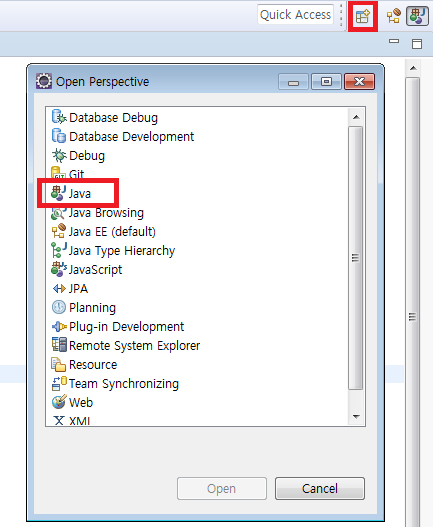 Quick Access
Open Perspective
Database Debug
Database Development
Debug
Git
Java
Java Browsing
Java EE (default)
Java Type Hierarchy
JavaScript
JPA
Planning
Plug-in Development
Remote System Explorer
Resource
Team Synchronizing
Web
XML
Open
Cancel